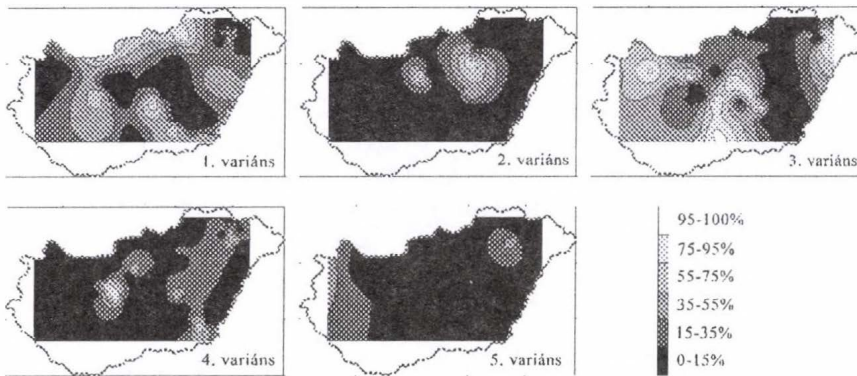 1. variáns
2. variáns
3. variáns
4. variáns
5. variáns
95-100%
75-95%
55-75%
35-55%
15-35%
0-15%